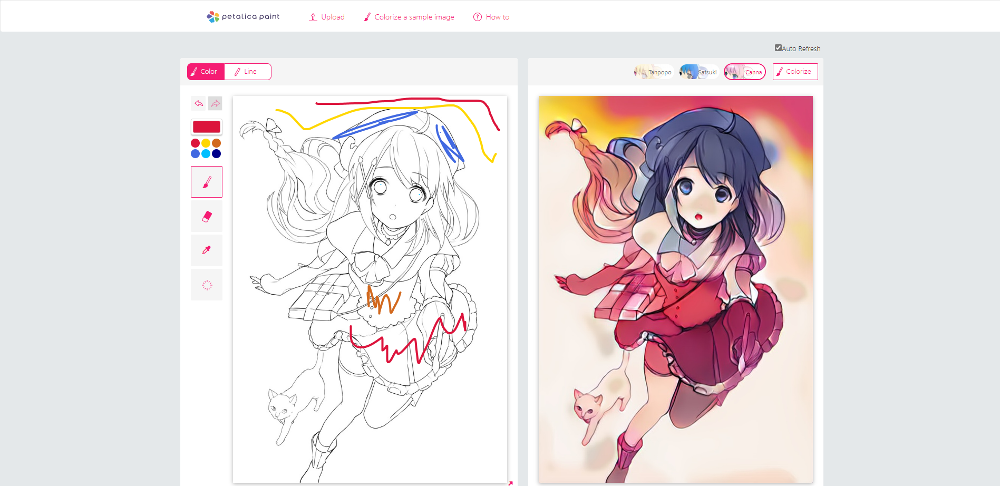 petalica paint
Upload
Colorize a sample image
How to
Auto Refresh
Color
Line
Tanpopo
Satsuki
Canna
Colorize